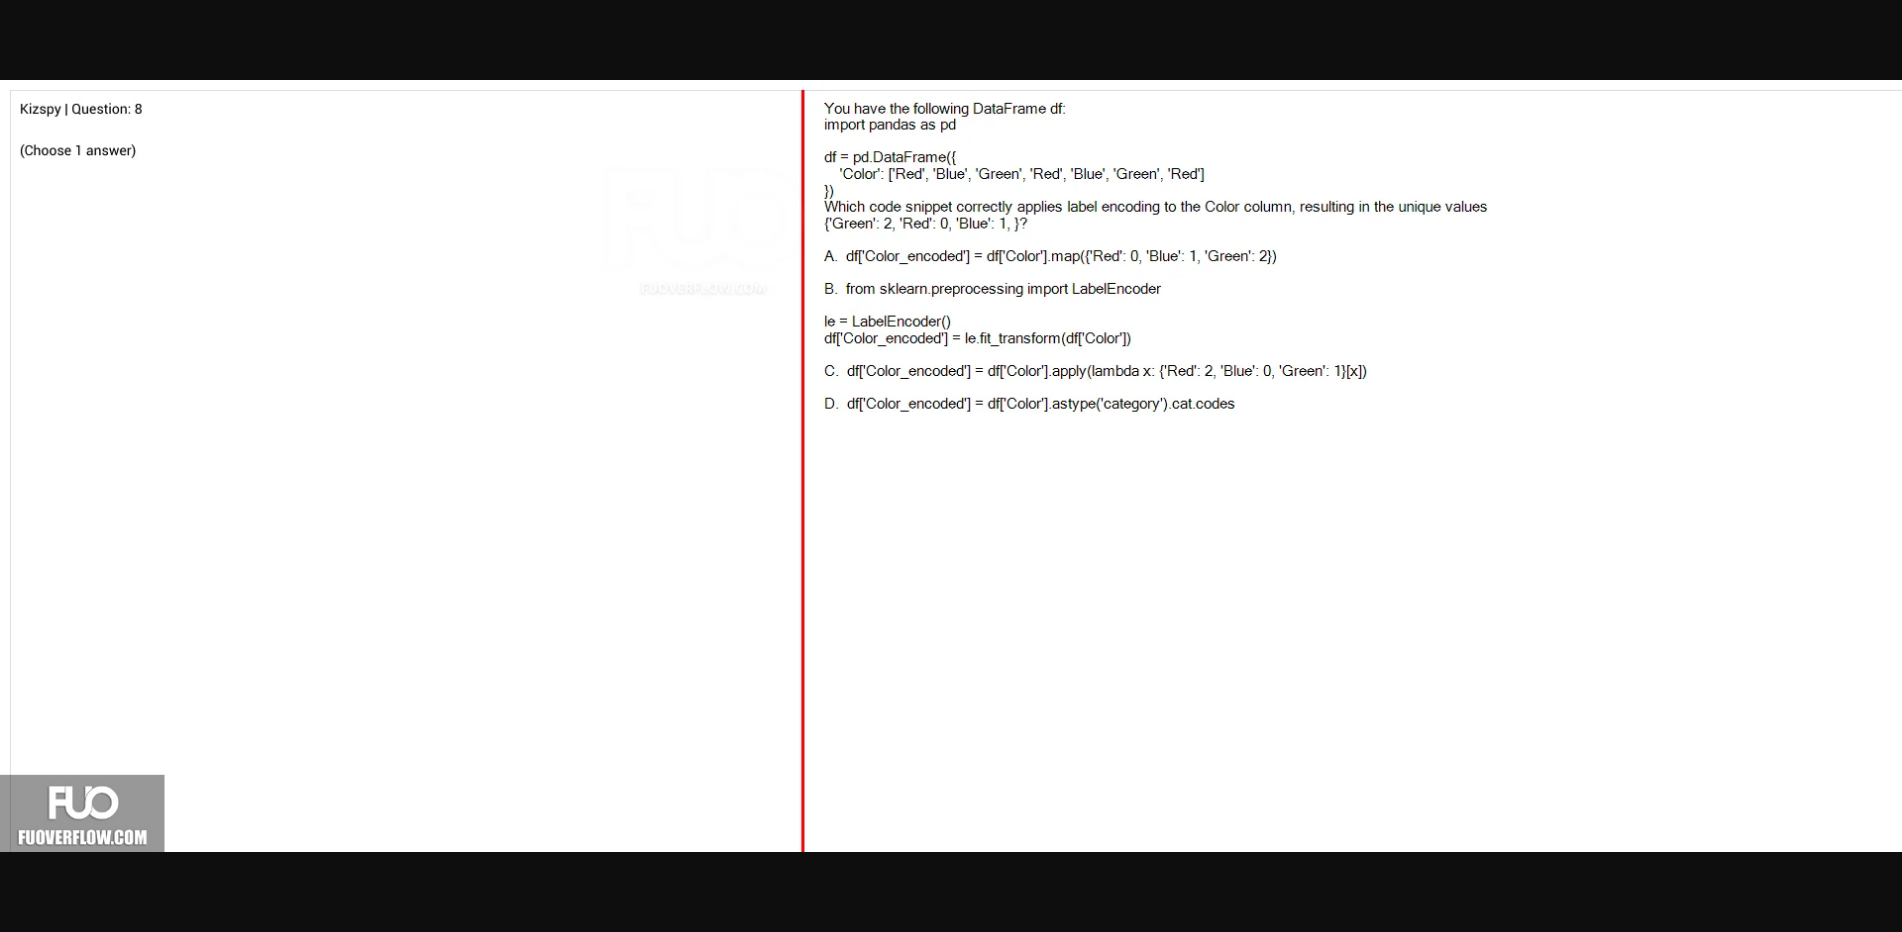 Kizspy | Question: 8
(Choose 1 answer)
FUOVERFLOW.COM
You have the following DataFrame df:
import pandas as pd
df = pd.DataFrame({
'Color': ['Red', 'Blue', 'Green', 'Red', 'Blue', 'Green', 'Red']
})
Which code snippet correctly applies label encoding to the Color column, resulting in the unique values
{'Green': 2, 'Red': 0, 'Blue': 1, }?
A. df['Color_encoded'] = df['Color'].map({'Red': 0, 'Blue': 1, 'Green': 2})
B. from sklearn.preprocessing import LabelEncoder
le = LabelEncoder()
df['Color_encoded'] = le.fit_transform(df['Color'])
C. df['Color_encoded'] = df['Color'].apply(lambda x: {'Red': 2, 'Blue': 0, 'Green': 1}[x])
D. df['Color_encoded'] = df['Color'].astype('category').cat.codes
FUO
FUOVERFLOW.COM